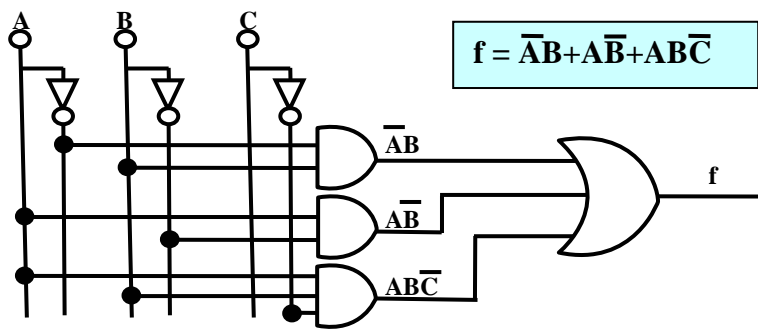 A B C
f = A̅B+AB̅+ABC̅
A̅B
AB̅
f
ABC̅